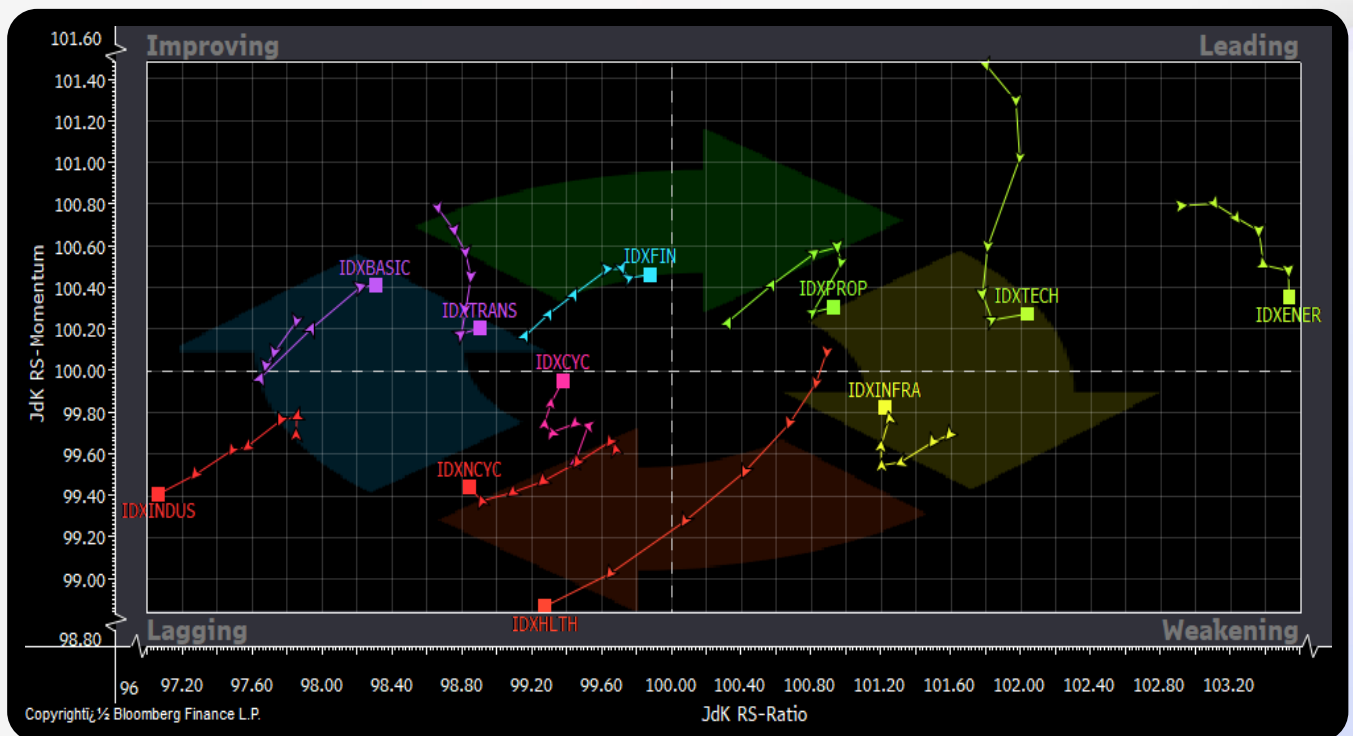 101.60
Improving
Leading
101.40
101.20
101.00
100.80
100.60
100.40
100.20
100.00
99.80
99.60
99.40
99.20
99.00
98.80
JdK RS-Momentum
IDXBASIC
IDXFIN
IDXTRANS
IDXPROP
IDXTECH
IDXENER
IDXCYC
IDXINFRA
IDXNCYC
IDXINDUS
IDXHLTH
Lagging
Weakening
96 97.20 97.60 98.00 98.40 98.80 99.20 99.60 100.00 100.40 100.80 101.20 101.60 102.00 102.40 102.80 103.20
Copyrightï¿½ Bloomberg Finance L.P.
JdK RS-Ratio